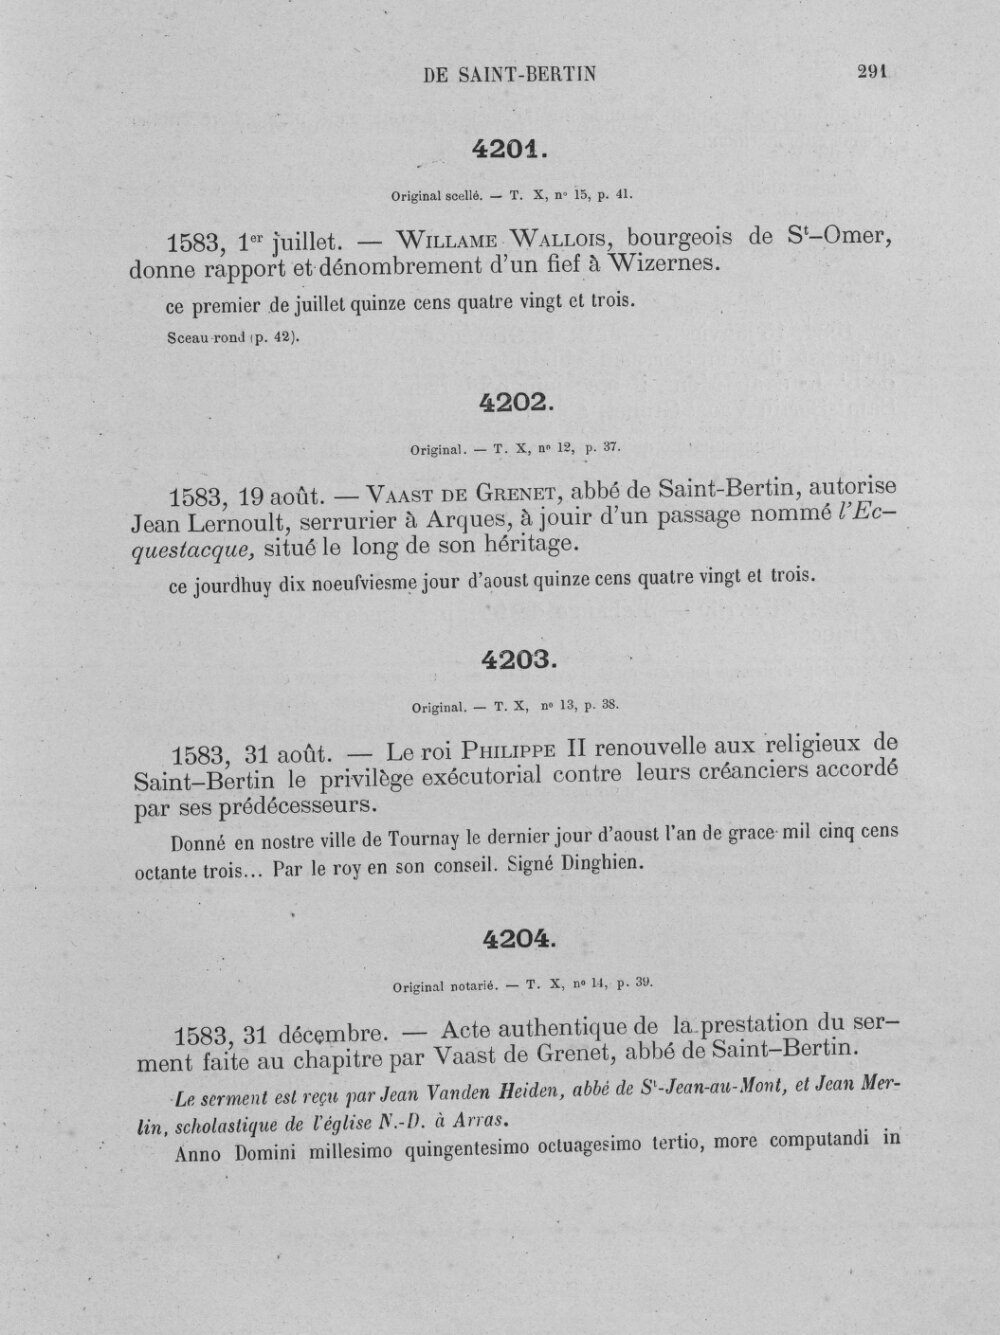 DE SAINT-BERTIN 291
4201.
Original scellé. — T. X, nº 15, p. 41.
1583, 1er juillet. — WILLAME WALLOIS, bourgeois de St-Omer,
donne rapport et dénombrement d'un fief à Wizernes.
ce premier de juillet quinze cens quatre vingt et trois.
Sceau rond (p. 42).
4202.
Original. — T. X, nº 12, p. 37.
1583, 19 août. — VAAST DE GRENET, abbé de Saint-Bertin, autorise
Jean Lernoult, serrurier à Arques, à jouir d'un passage nommé l'Ec-
questacque, situé le long de son héritage.
ce jourdhuy dix noeufviesme jour d'aoust quinze cens quatre vingt et trois.
4203.
Original. — T. X, nº 13, p. 38.
1583, 31 août. — Le roi PHILIPPE II renouvelle aux religieux de
Saint-Bertin le privilège exécutorial contre leurs créanciers accordé
par ses prédécesseurs.
Donné en nostre ville de Tournay le dernier jour d'aoust l'an de grace mil cinq cens
octante trois... Par le roy en son conseil. Signé Dinghien.
4204.
Original notarié. — T. X, nº 14, p. 39.
1583, 31 décembre. — Acte authentique de la prestation du ser-
ment faite au chapitre par Vaast de Grenet, abbé de Saint-Bertin.
Le serment est reçu par Jean Vanden Heiden, abbé de St-Jean-au-Mont, et Jean Mer-
lin, scholastique de l'église N.-D. à Arras.
Anno Domini millesimo quingentesimo octuagesimo tertio, more computandi in